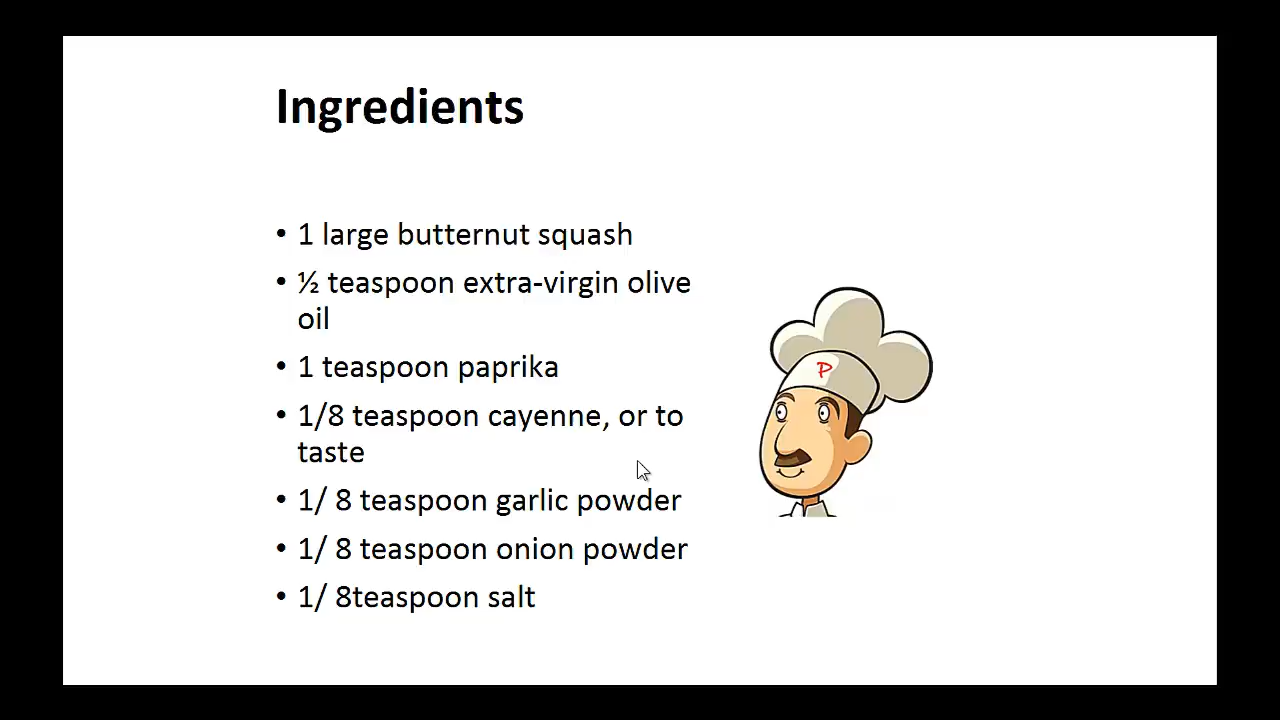 Ingredients
• 1 large butternut squash
• ½ teaspoon extra-virgin olive
oil
• 1 teaspoon paprika
• 1/8 teaspoon cayenne, or to
taste
• 1/ 8 teaspoon garlic powder
• 1/ 8 teaspoon onion powder
• 1/ 8teaspoon salt
P